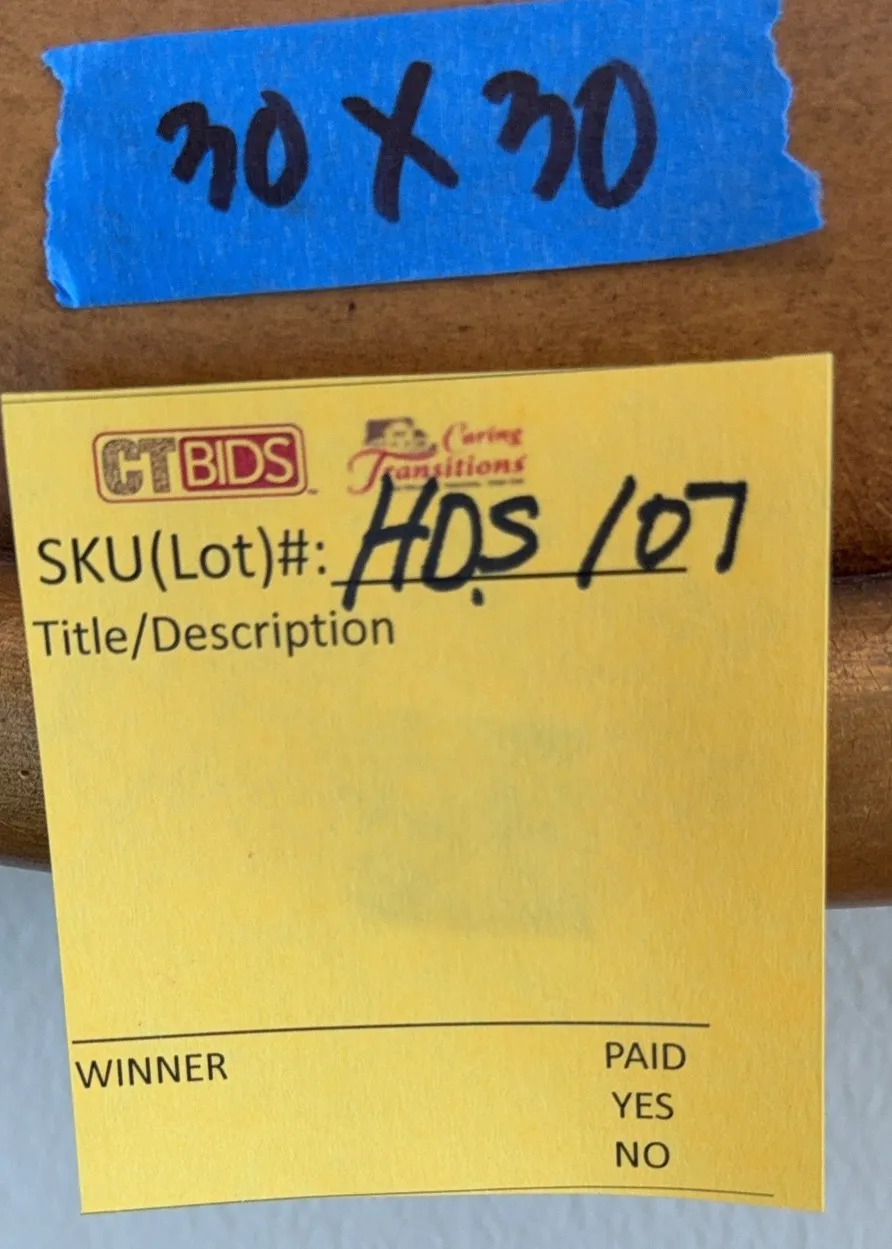 30 X 30
CTBIDS
Caring
Transitions
SKU(Lot)#: HDS 107
Title/Description
WINNER
PAID
YES
NO